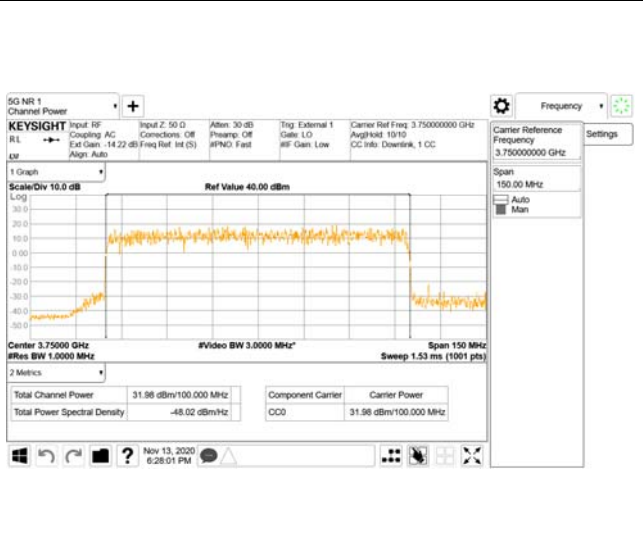 5G NR 1
Channel Power
+
Frequency
KEYSIGHT
RL
Input: RF
Coupling: AC
Ext Gain: -14.22 dB
Align: Auto
Input Z: 50 Ω
Corrections: Off
Freq Ref: Int (S)
Atten: 30 dB
Preamp: Off
#PNO: Fast
Trig: External 1
Gate: LO
#IF Gain: Low
Carrier Ref Freq: 3.750000000 GHz
Avg|Hold: 10/10
CC Info: Downlink, 1 CC
Carrier Reference
Frequency
3.750000000 GHz
Settings
Span
150.00 MHz
Auto
Man
1 Graph
Scale/Div 10.0 dB
Ref Value 40.00 dBm
Log
30.0
20.0
10.0
0.00
-10.0
-20.0
-30.0
-40.0
-50.0
Center 3.75000 GHz
#Video BW 3.0000 MHz*
Span 150 MHz
#Res BW 1.0000 MHz
Sweep 1.53 ms (1001 pts)
2 Metrics
Total Channel Power 31.98 dBm/100.000 MHz
Total Power Spectral Density -48.02 dBm/Hz
Component Carrier Carrier Power
CC0 31.98 dBm/100.000 MHz
?
Nov 13, 2020
6:28:01 PM